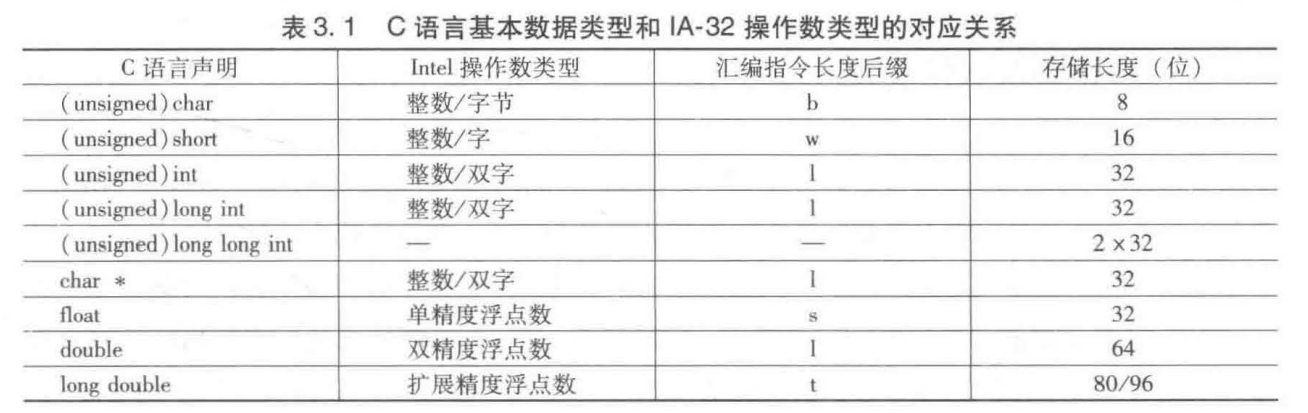 表 3. 1 C 语言基本数据类型和 IA-32 操作数类型的对应关系
C 语言声明 Intel 操作数类型 汇编指令长度后缀 存储长度（位）
(unsigned)char 整数/字节 b 8
(unsigned)short 整数/字 w 16
(unsigned)int 整数/双字 l 32
(unsigned)long int 整数/双字 l 32
(unsigned)long long int — — 2×32
char * 整数/双字 l 32
float 单精度浮点数 s 32
double 双精度浮点数 l 64
long double 扩展精度浮点数 t 80/96